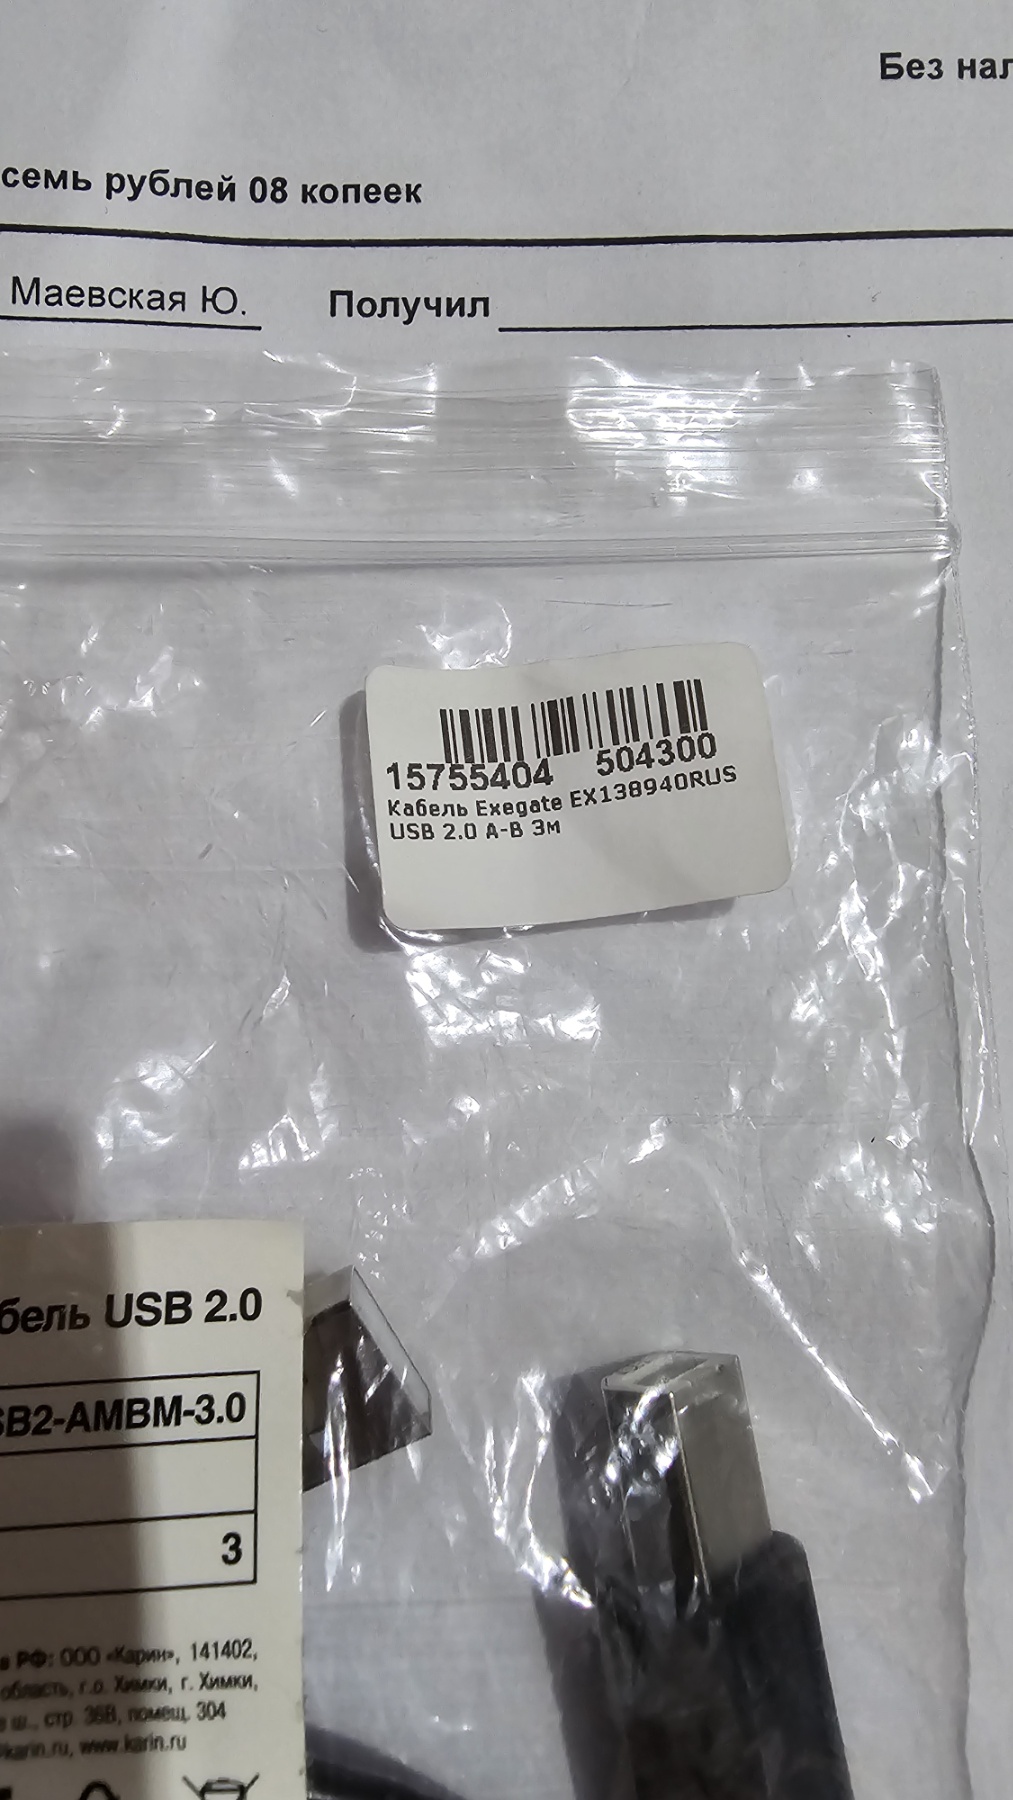 Без нал
семь рублей 08 копеек
Маевская Ю. Получил
15755404 504300
Кабель Exegate EX138940RUS
USB 2.0 A-B 3м
бель USB 2.0
SB2-AMBM-3.0
3
в РФ: ООО «Карин», 141402,
область, г.о. Химки, г. Химки,
ш., стр. 36В, помещ. 304
karin.ru, www.karin.ru